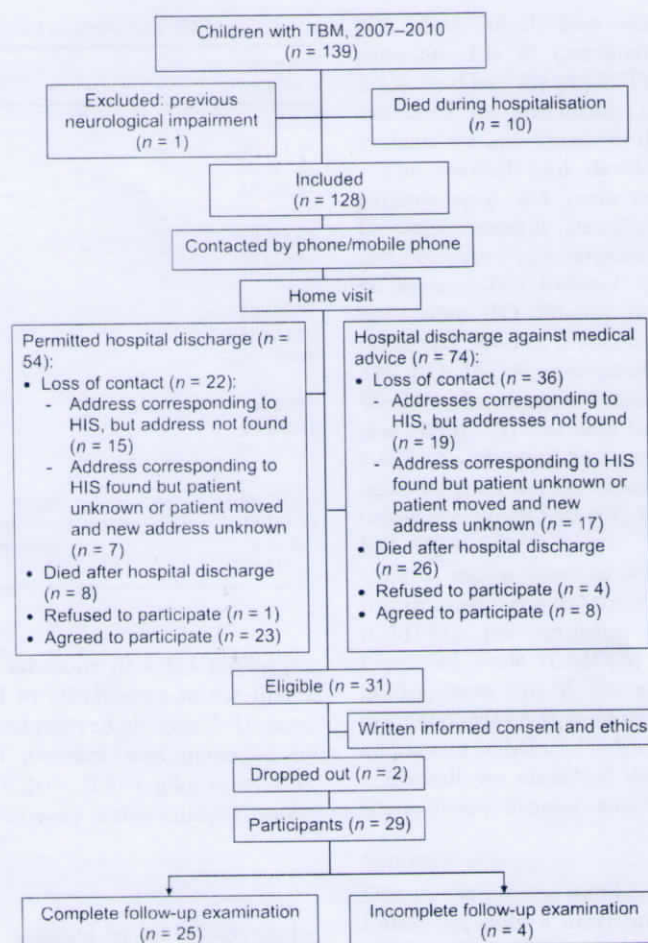 Children with TBM, 2007–2010
(n = 139)
Excluded: previous
neurological impairment
(n = 1)
Died during hospitalisation
(n = 10)
Included
(n = 128)
Contacted by phone/mobile phone
Home visit
Permitted hospital discharge (n =
54):
• Loss of contact (n = 22):
- Address corresponding to
HIS, but address not found
(n = 15)
- Address corresponding to
HIS found but patient
unknown or patient moved
and new address unknown
(n = 7)
• Died after hospital discharge
(n = 8)
• Refused to participate (n = 1)
• Agreed to participate (n = 23)
Hospital discharge against medical
advice (n = 74):
• Loss of contact (n = 36)
- Addresses corresponding to
HIS, but addresses not found
(n = 19)
- Address corresponding to HIS
found but patient unknown or
patient moved and new
address unknown (n = 17)
• Died after hospital discharge
(n = 26)
• Refused to participate (n = 4)
• Agreed to participate (n = 8)
Eligible (n = 31)
Written informed consent and ethics
Dropped out (n = 2)
Participants (n = 29)
Complete follow-up examination
(n = 25)
Incomplete follow-up examination
(n = 4)